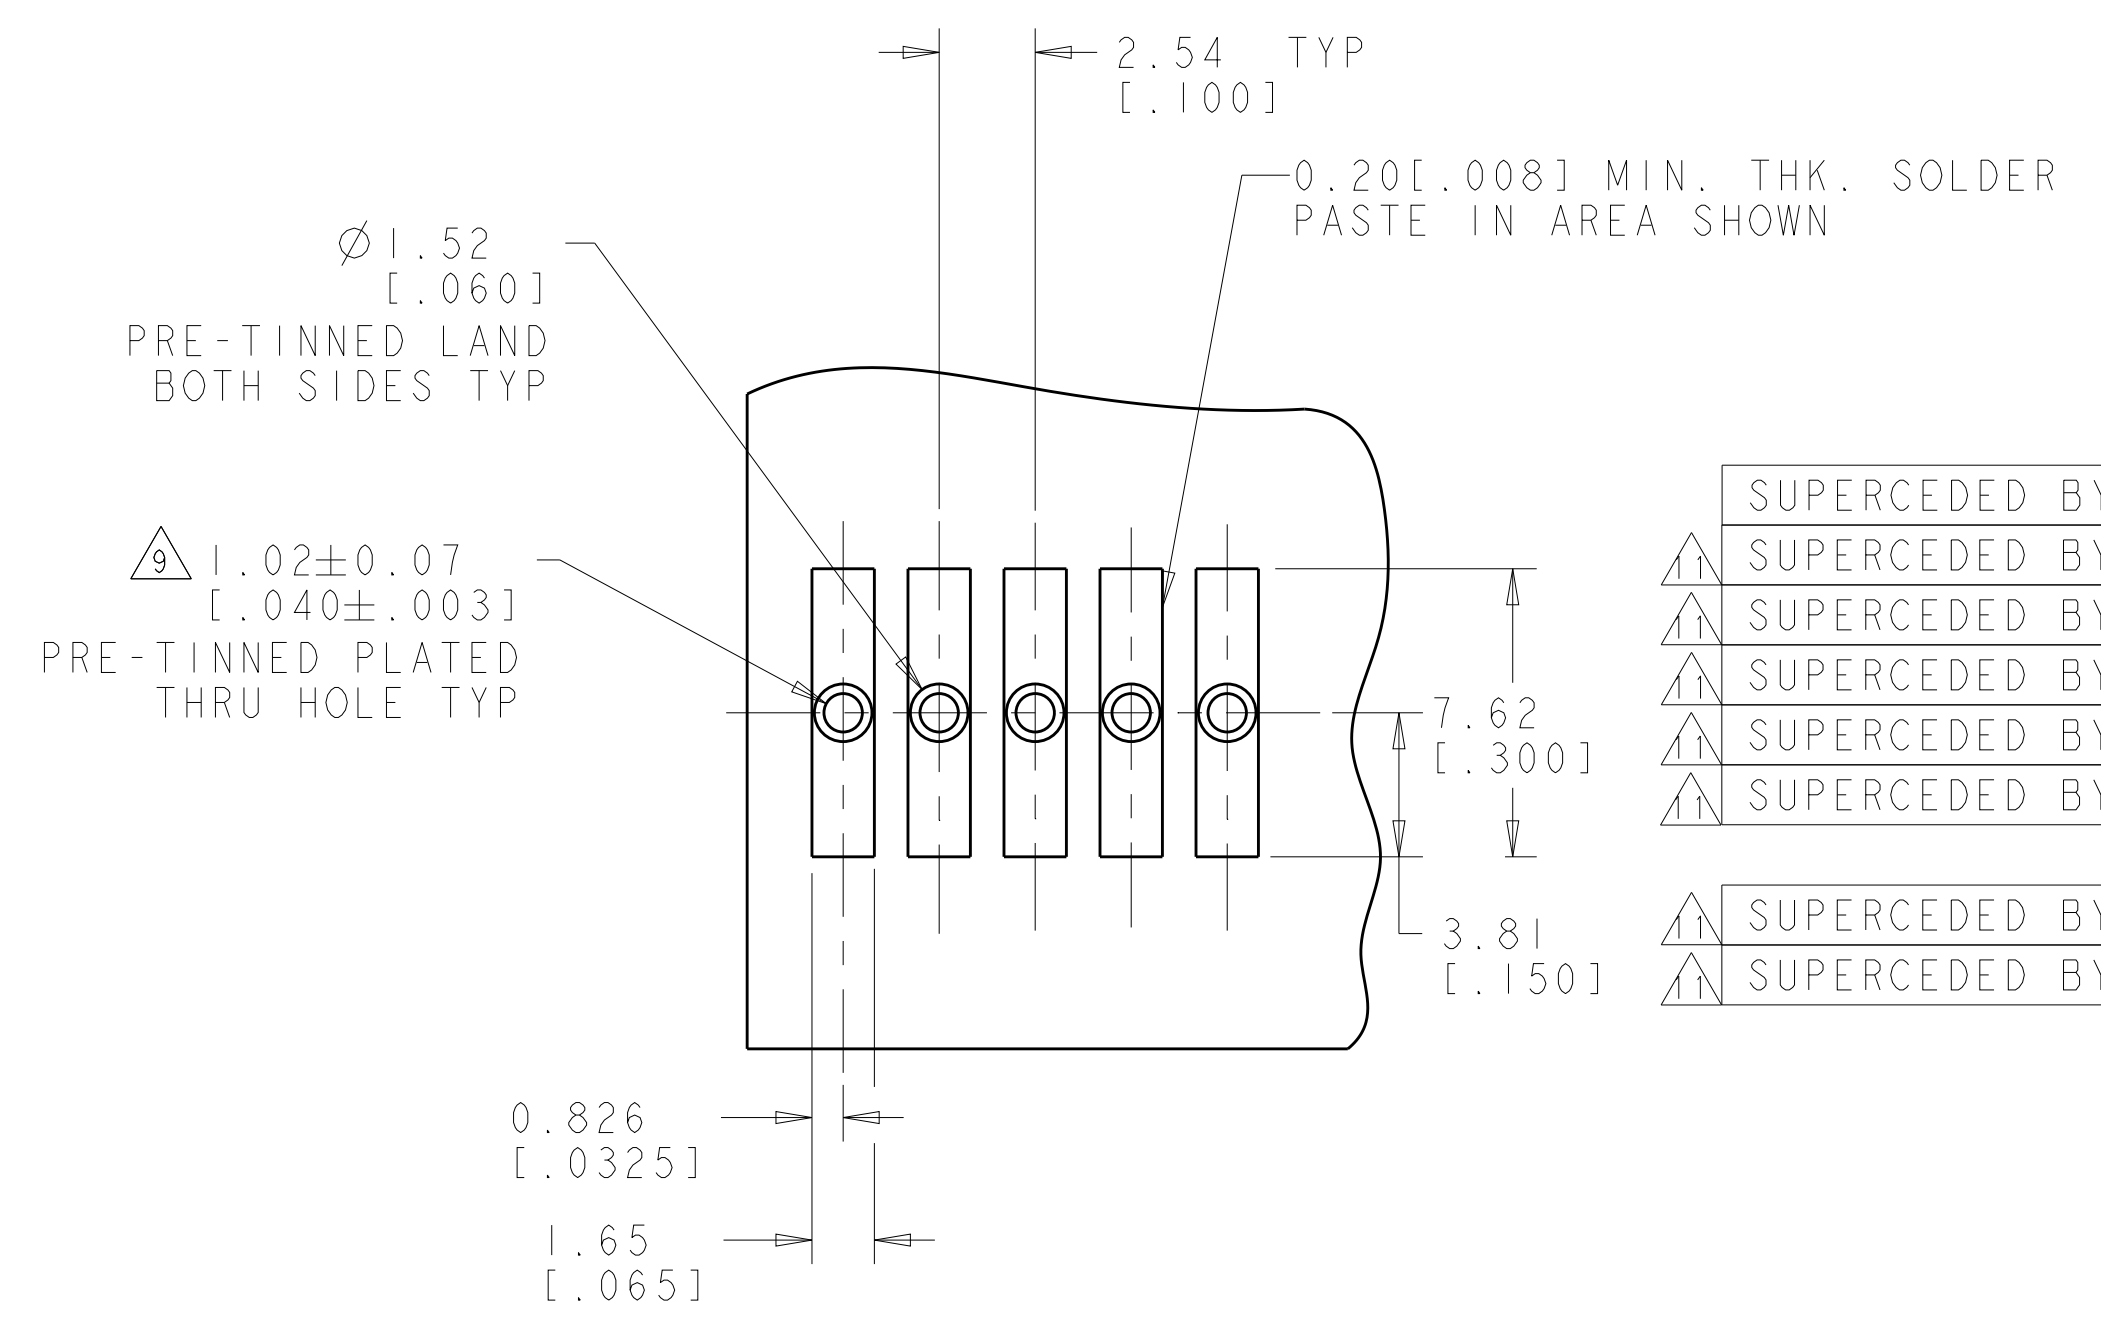 2.54 TYP
[.100]
0.20[.008] MIN. THK. SOLDER
PASTE IN AREA SHOWN
Ø1.52
[.060]
PRE-TINNED LAND
BOTH SIDES TYP
9 1.02±0.07
[.040±.003]
PRE-TINNED PLATED
THRU HOLE TYP
7.62
[.300]
3.81
[.150]
0.826
[.0325]
1.65
[.065]
SUPERCEDED BY
11 SUPERCEDED BY
11 SUPERCEDED BY
11 SUPERCEDED BY
11 SUPERCEDED BY
11 SUPERCEDED BY
11 SUPERCEDED BY
11 SUPERCEDED BY